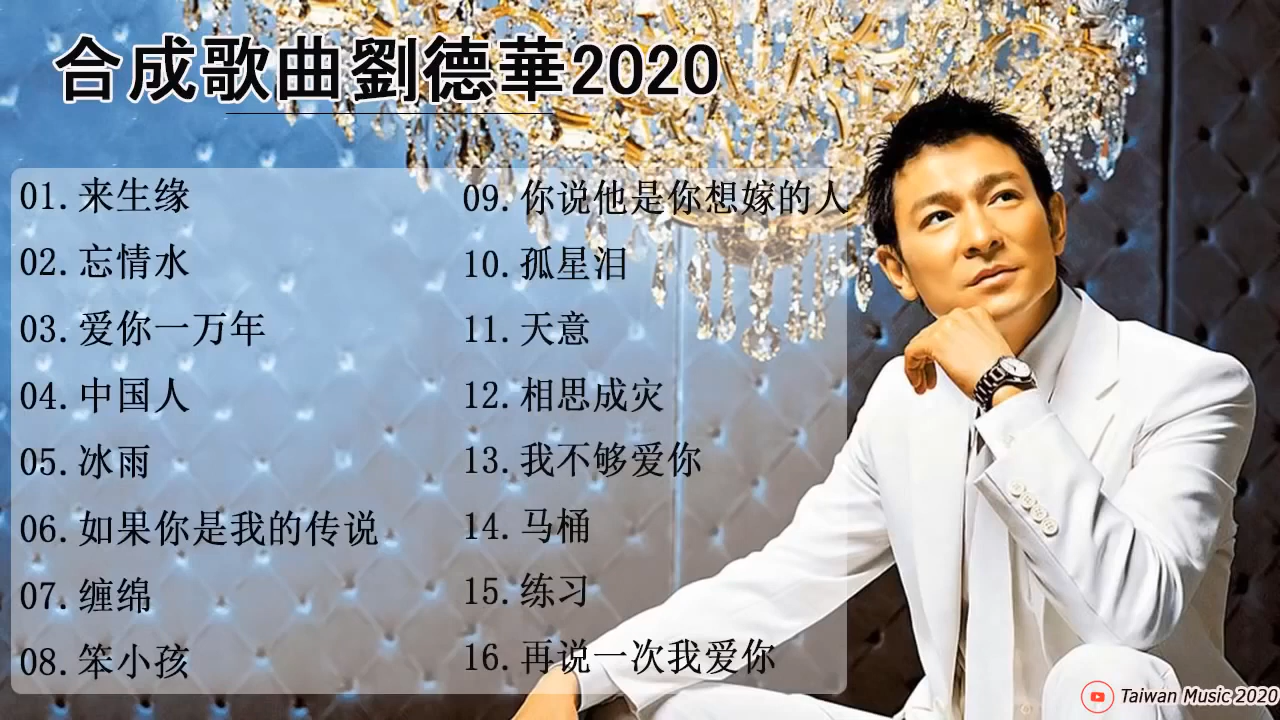 合成歌曲劉德華2020
01.来生缘
02.忘情水
03.爱你一万年
04.中国人
05.冰雨
06.如果你是我的传说
07.缠绵
08.笨小孩
09.你说他是你想嫁的人
10.孤星泪
11.天意
12.相思成灾
13.我不够爱你
14.马桶
15.练习
16.再说一次我爱你
Taiwan Music 2020